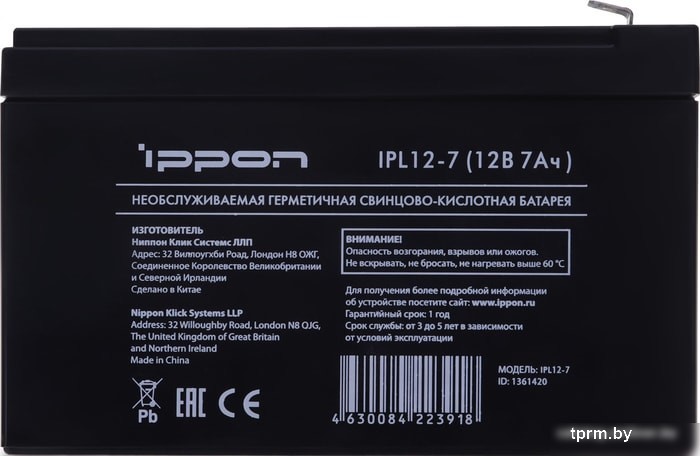 ippon
IPL12-7 (12В 7Ач)
НЕОБСЛУЖИВАЕМАЯ ГЕРМЕТИЧНАЯ СВИНЦОВО-КИСЛОТНАЯ БАТАРЕЯ
ИЗГОТОВИТЕЛЬ
Ниппон Клик Системс ЛЛП
Адрес: 32 Виллоугхби Роад, Лондон Н8 ОЖГ,
Соединенное Королевство Великобритании
и Северной Ирландии
Сделано в Китае
Nippon Klick Systems LLP
Address: 32 Willoughby Road, London N8 OJG,
The United Kingdom of Great Britain
and Northern Ireland
Made in China
Pb
EAC CE
ВНИМАНИЕ!
Опасность возгорания, взрывов или ожогов.
Не вскрывать, не бросать, не нагревать выше 60 °C
Для получения более подробной информации
об устройстве посетите сайт: www.ippon.ru
Гарантийный срок: 1 год
Срок службы: от 3 до 5 лет в зависимости
от условий эксплуатации
4 630084 223918
МОДЕЛЬ: IPL12-7
ID: 1361420
tprm.by